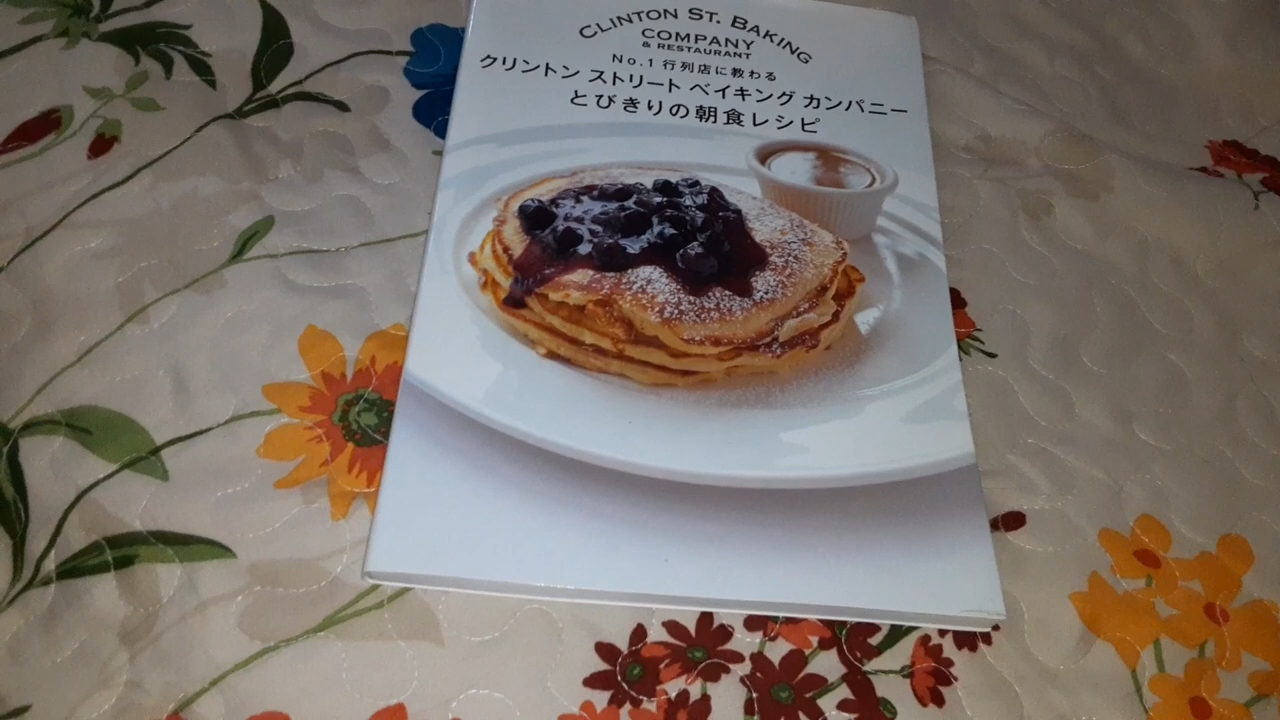 CLINTON ST. BAKING
COMPANY
& RESTAURANT
No.1 行列店に教わる
クリントン ストリート ベイキング カンパニー
とびきりの朝食レシピ